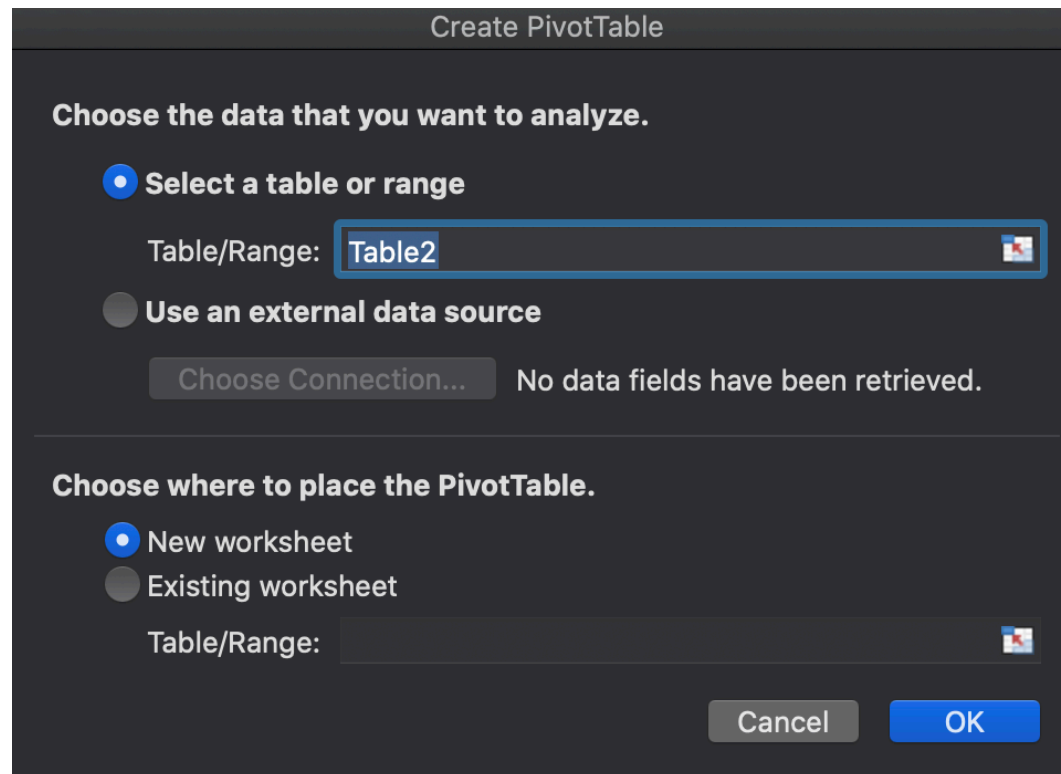 Create PivotTable
Choose the data that you want to analyze.
Select a table or range
Table/Range: Table2
Use an external data source
Choose Connection... No data fields have been retrieved.
Choose where to place the PivotTable.
New worksheet
Existing worksheet
Table/Range:
Cancel OK